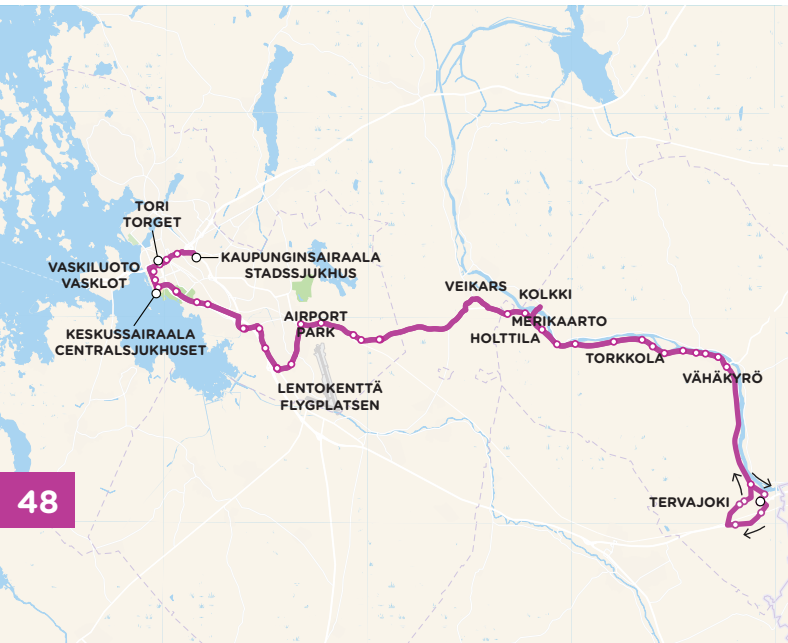 TORI
TORGET
KAUPUNGINSAIRAALA
STADSSJUKHUS
VASKILUOTO
VASKLOT
KESKUSSAIRAALA
CENTRALSJUKHUSET
AIRPORT
PARK
LENTOKENTTÄ
FLYGPLATSEN
VEIKARS
KOLKKI
MERIKAARTO
HOLTTILA
TORKKOLA
VÄHÄKYRÖ
TERVAJOKI
48